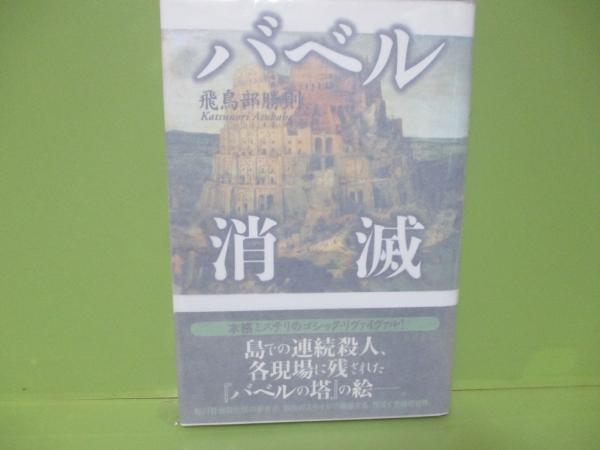 バベル
飛鳥部勝則
Katsunori Asukabe
消滅
本格ミステリのゴシック・リヴァイヴァル!
島での連続殺人、
各現場に残された
『バベルの塔』の絵──